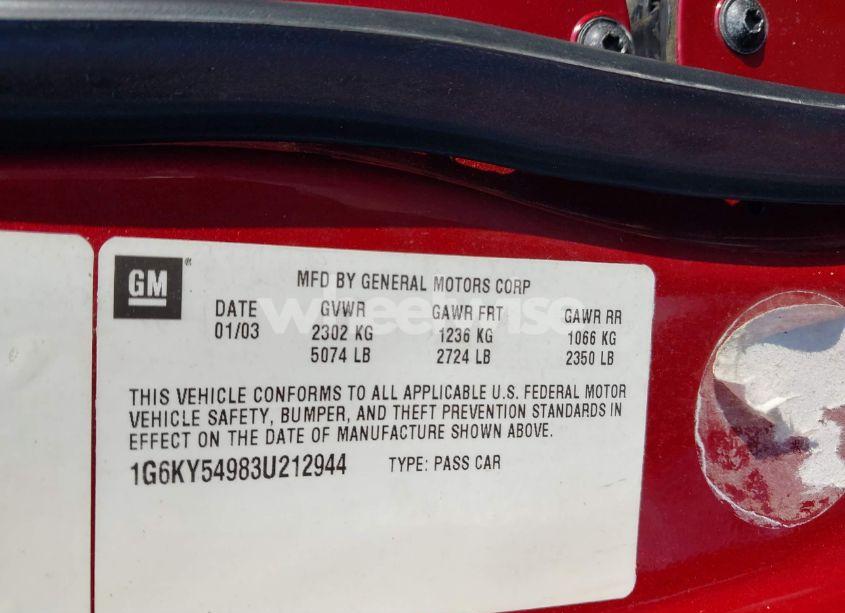 GM ®
MFD BY GENERAL MOTORS CORP
DATE GVWR GAWR FRT GAWR RR
01/03 2302 KG 1236 KG 1066 KG
5074 LB 2724 LB 2350 LB
wheelwise
THIS VEHICLE CONFORMS TO ALL APPLICABLE U.S. FEDERAL MOTOR
VEHICLE SAFETY, BUMPER, AND THEFT PREVENTION STANDARDS IN
EFFECT ON THE DATE OF MANUFACTURE SHOWN ABOVE.
1G6KY54983U212944 TYPE: PASS CAR